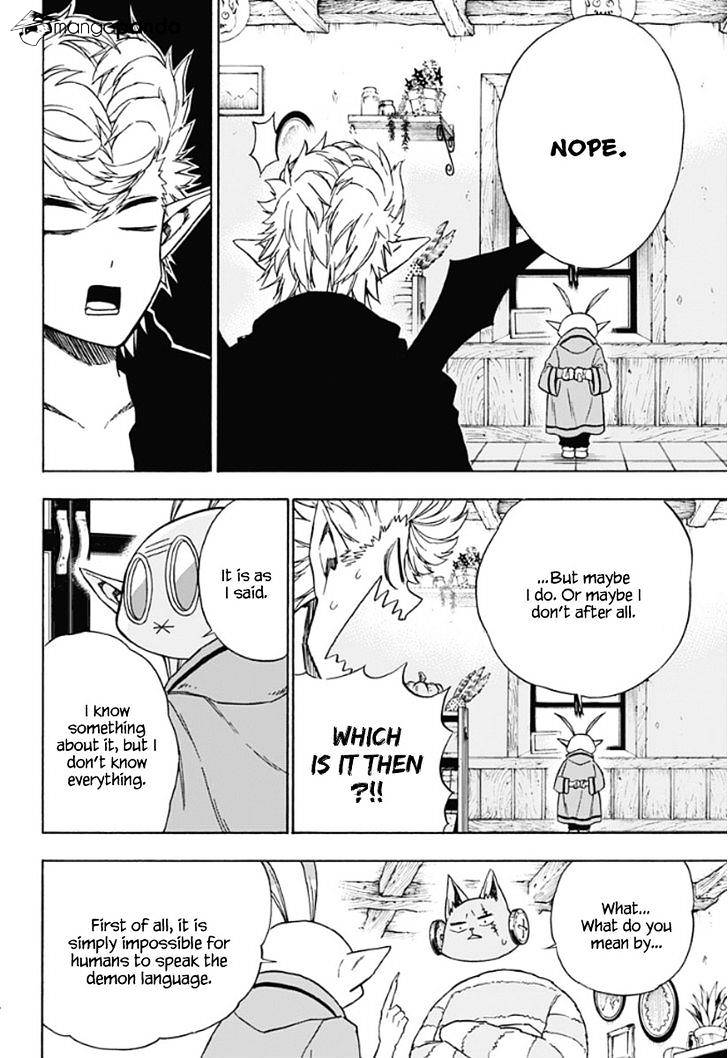 mangapanda
NOPE.
...But maybe
I do. Or maybe I
don't after all.
WHICH
IS IT THEN
?!!
It is as
I said.
I know
something
about it, but I
don't know
everything.
What...
What do you
mean by...
First of all, it is
simply impossible for
humans to speak the
demon language.